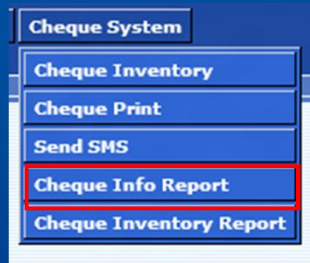 Cheque System
Cheque Inventory
Cheque Print
Send SMS
Cheque Info Report
Cheque Inventory Report